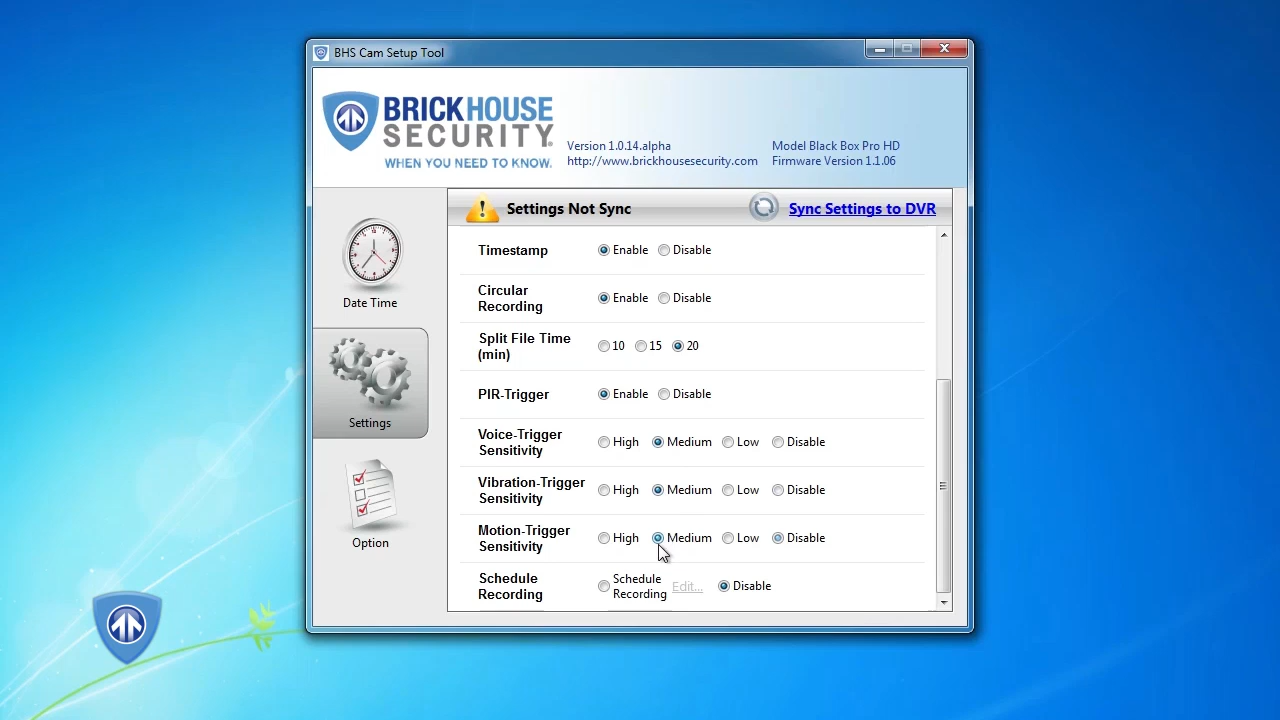 BHS Cam Setup Tool
BRICKHOUSE
SECURITY
WHEN YOU NEED TO KNOW.
Version 1.0.14.alpha
http://www.brickhousesecurity.com
Model Black Box Pro HD
Firmware Version 1.1.06
Settings Not Sync
Sync Settings to DVR
Date Time
Settings
Option
Timestamp
Enable Disable
Circular
Recording
Enable Disable
Split File Time
(min)
10 15 20
PIR-Trigger
Enable Disable
Voice-Trigger
Sensitivity
High Medium Low Disable
Vibration-Trigger
Sensitivity
High Medium Low Disable
Motion-Trigger
Sensitivity
High Medium Low Disable
Schedule
Recording
Schedule
Recording
Edit...
Disable